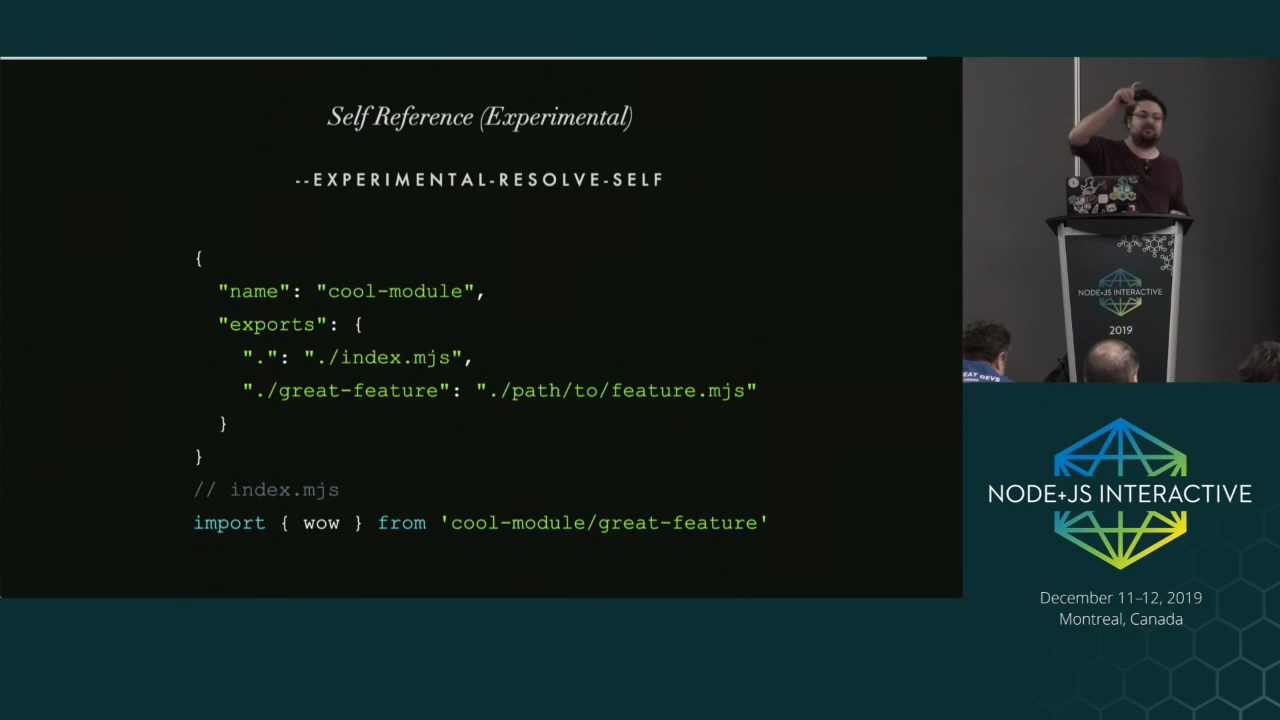 Self Reference (Experimental)
--EXPERIMENTAL-RESOLVE-SELF
{
"name": "cool-module",
"exports": {
".": "./index.mjs",
"./great-feature": "./path/to/feature.mjs"
}
}
// index.mjs
import { wow } from 'cool-module/great-feature'
NODE+JS INTERACTIVE
2019
EAT DEVS
NODE+JS INTERACTIVE
December 11–12, 2019
Montreal, Canada